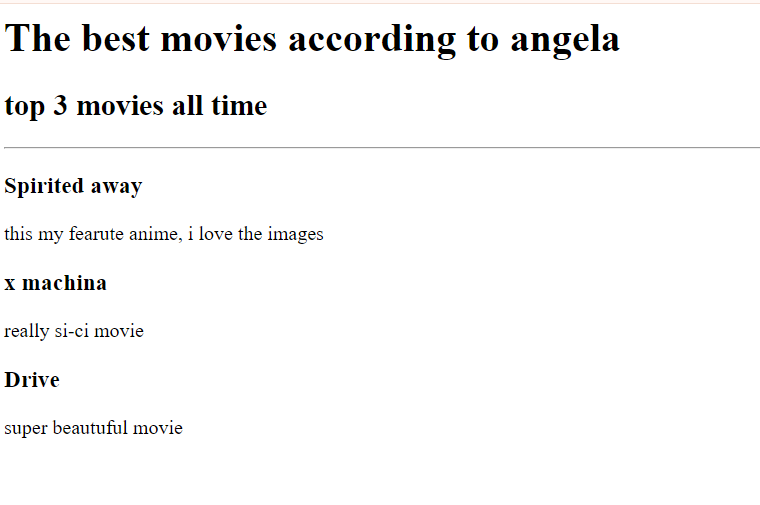 The best movies according to angela
top 3 movies all time
Spirited away
this my fearute anime, i love the images
x machina
really si-ci movie
Drive
super beautuful movie